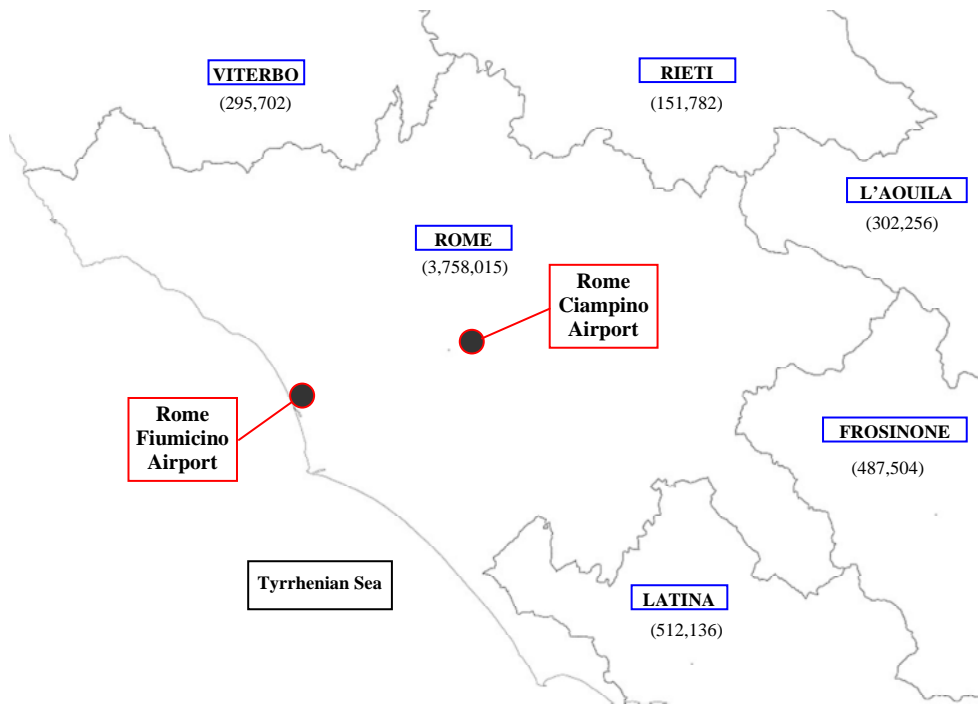 VITERBO
(295,702)
RIETI
(151,782)
L'AOUILA
(302,256)
ROME
(3,758,015)
Rome
Ciampino
Airport
Rome
Fiumicino
Airport
FROSINONE
(487,504)
Tyrrhenian Sea
LATINA
(512,136)